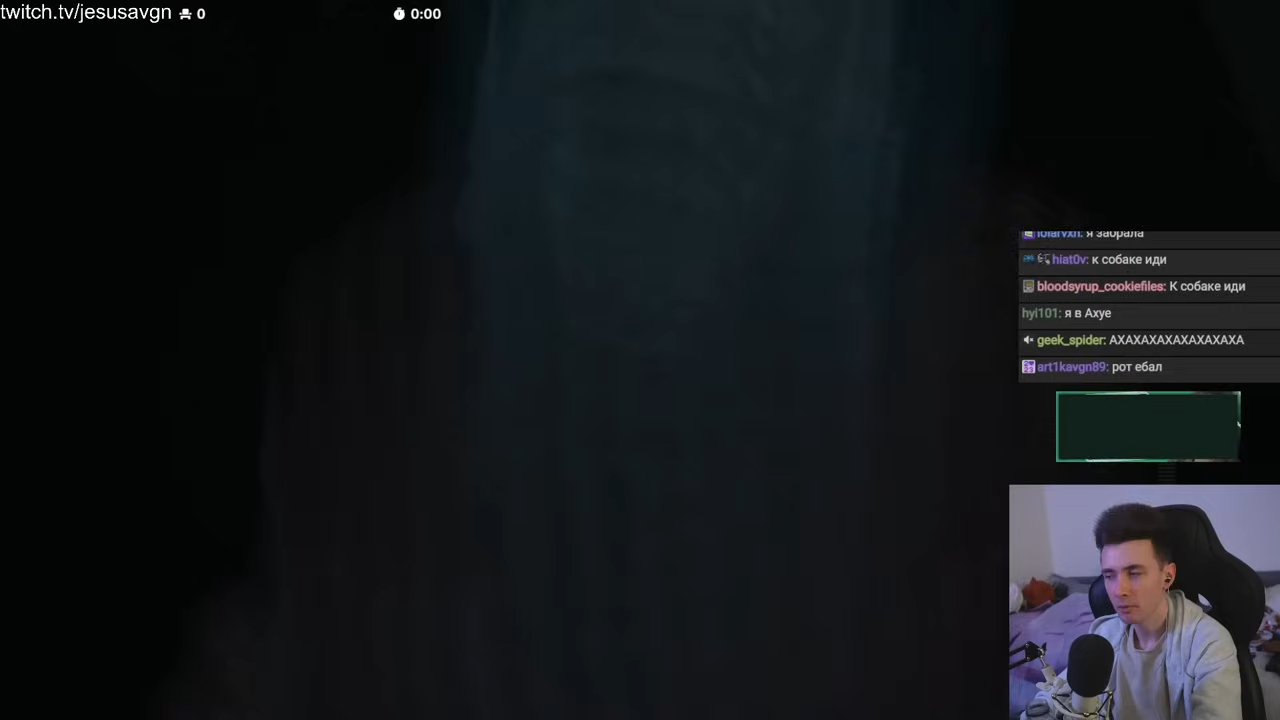 twitch.tv/jesusavgn 0 0:00
я забрала
hiat0v: к собаке иди
bloodsyrup_cookiefiles: К собаке иди
hyi101: я в Ахуе
geek_spider: АХАХАХАХАХАХАХАХА
art1kavgn89: рот ебал